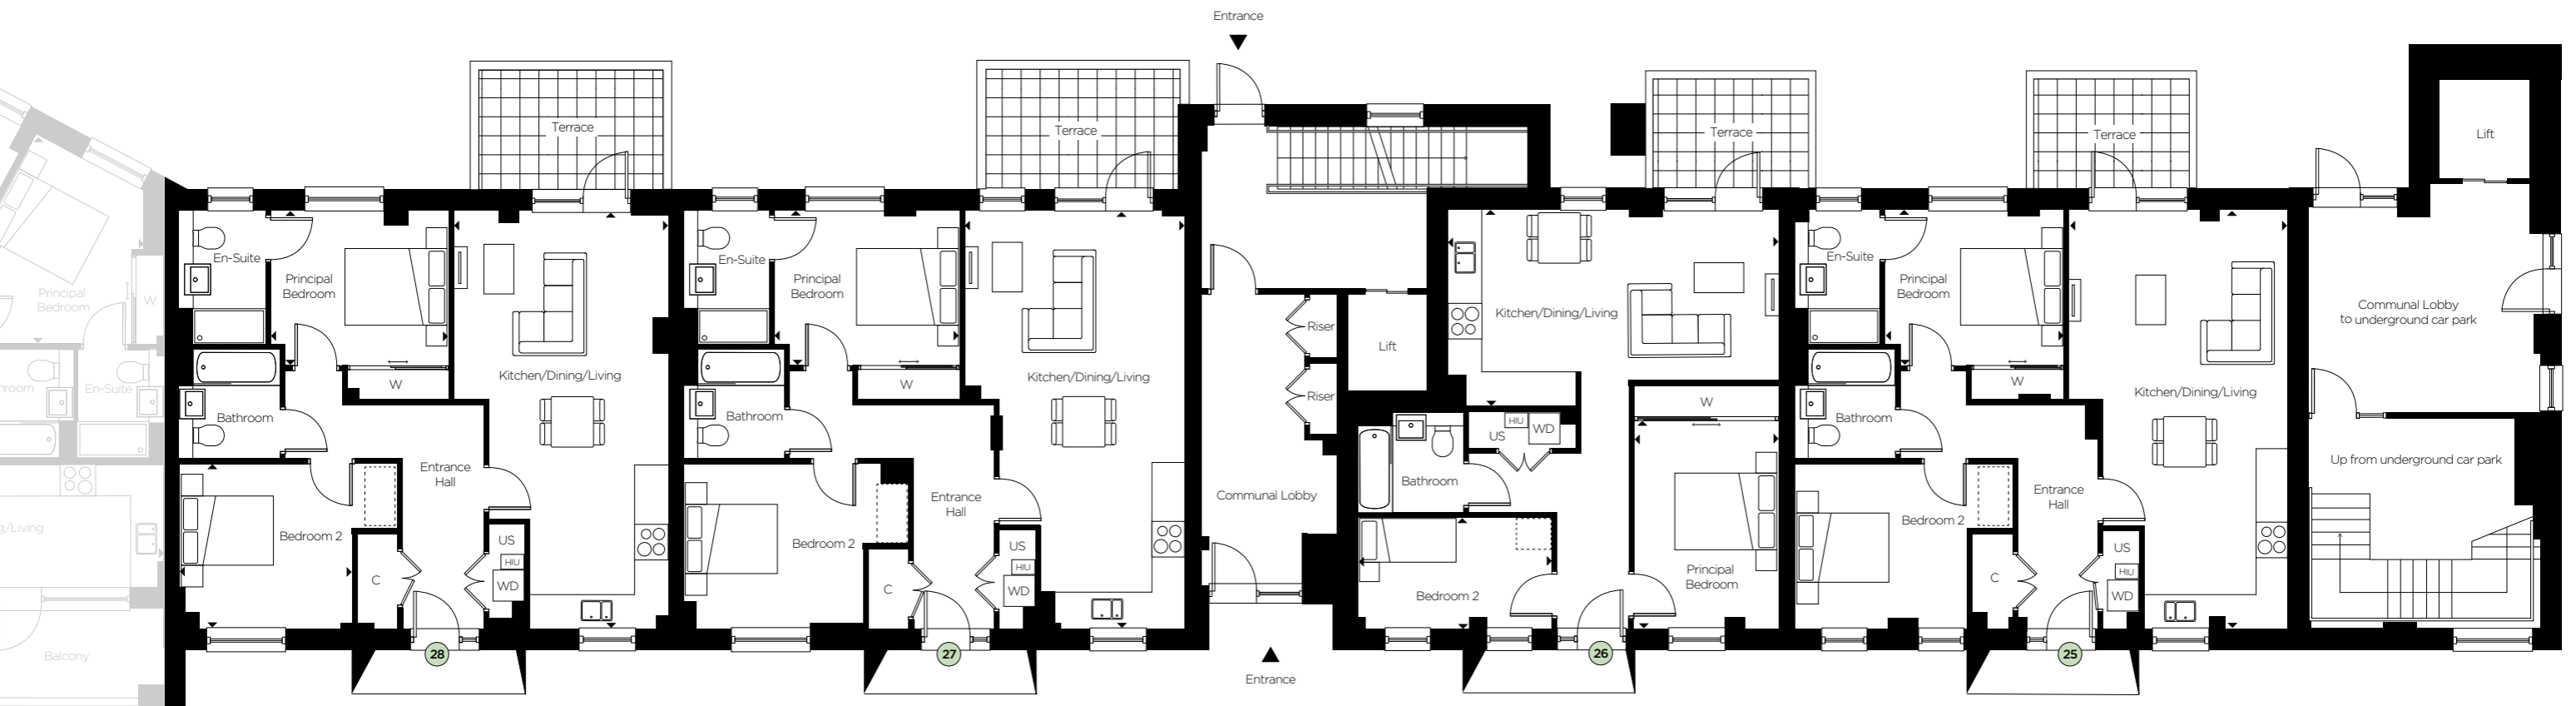 Entrance
Terrace
Terrace
Terrace
Terrace
Lift
En-Suite
Principal
Bedroom
W
Kitchen/Dining/Living
Bathroom
Entrance
Hall
Bedroom 2
C
US
HIU
WD
28
En-Suite
Principal
Bedroom
W
Kitchen/Dining/Living
Bathroom
Entrance
Hall
Bedroom 2
C
US
HIU
WD
27
Riser
Riser
Lift
Communal Lobby
Entrance
Kitchen/Dining/Living
W
HIU
US
WD
Bathroom
Bedroom 2
Principal
Bedroom
26
En-Suite
Principal
Bedroom
W
Kitchen/Dining/Living
Bathroom
Entrance
Hall
Bedroom 2
C
US
HIU
WD
25
Communal Lobby
to underground car park
Up from underground car park
Principal
Bedroom
W
hroom
En-Suite
g/Living
Balcony